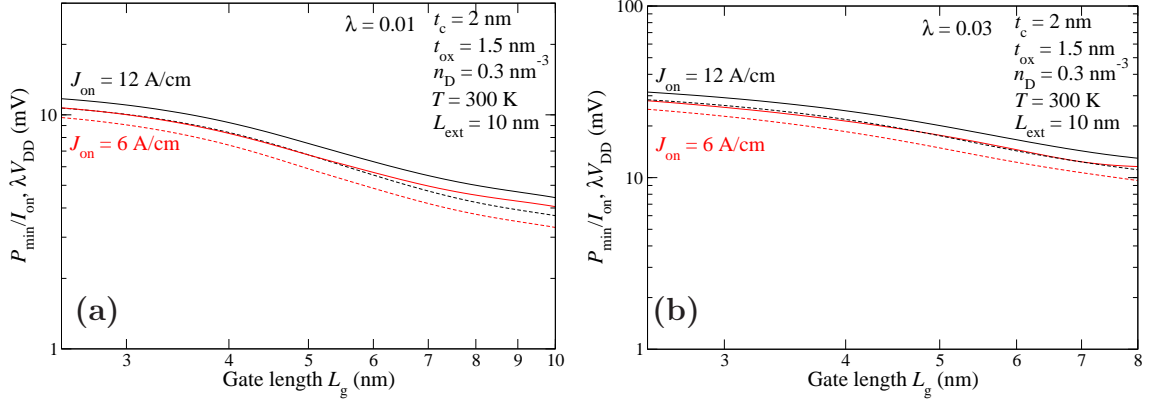 λ = 0.01
t_c = 2 nm
t_ox = 1.5 nm
n_D = 0.3 nm^-3
T = 300 K
L_ext = 10 nm
J_on = 12 A/cm
J_on = 6 A/cm
10
1
P_min/I_on, λV_DD (mV)
(a)
3 4 5 6 7 8 9 10
Gate length L_g (nm)
λ = 0.03
t_c = 2 nm
t_ox = 1.5 nm
n_D = 0.3 nm^-3
T = 300 K
L_ext = 10 nm
J_on = 12 A/cm
J_on = 6 A/cm
100
10
1
P_min/I_on, λV_DD (mV)
(b)
3 4 5 6 7 8
Gate length L_g (nm)